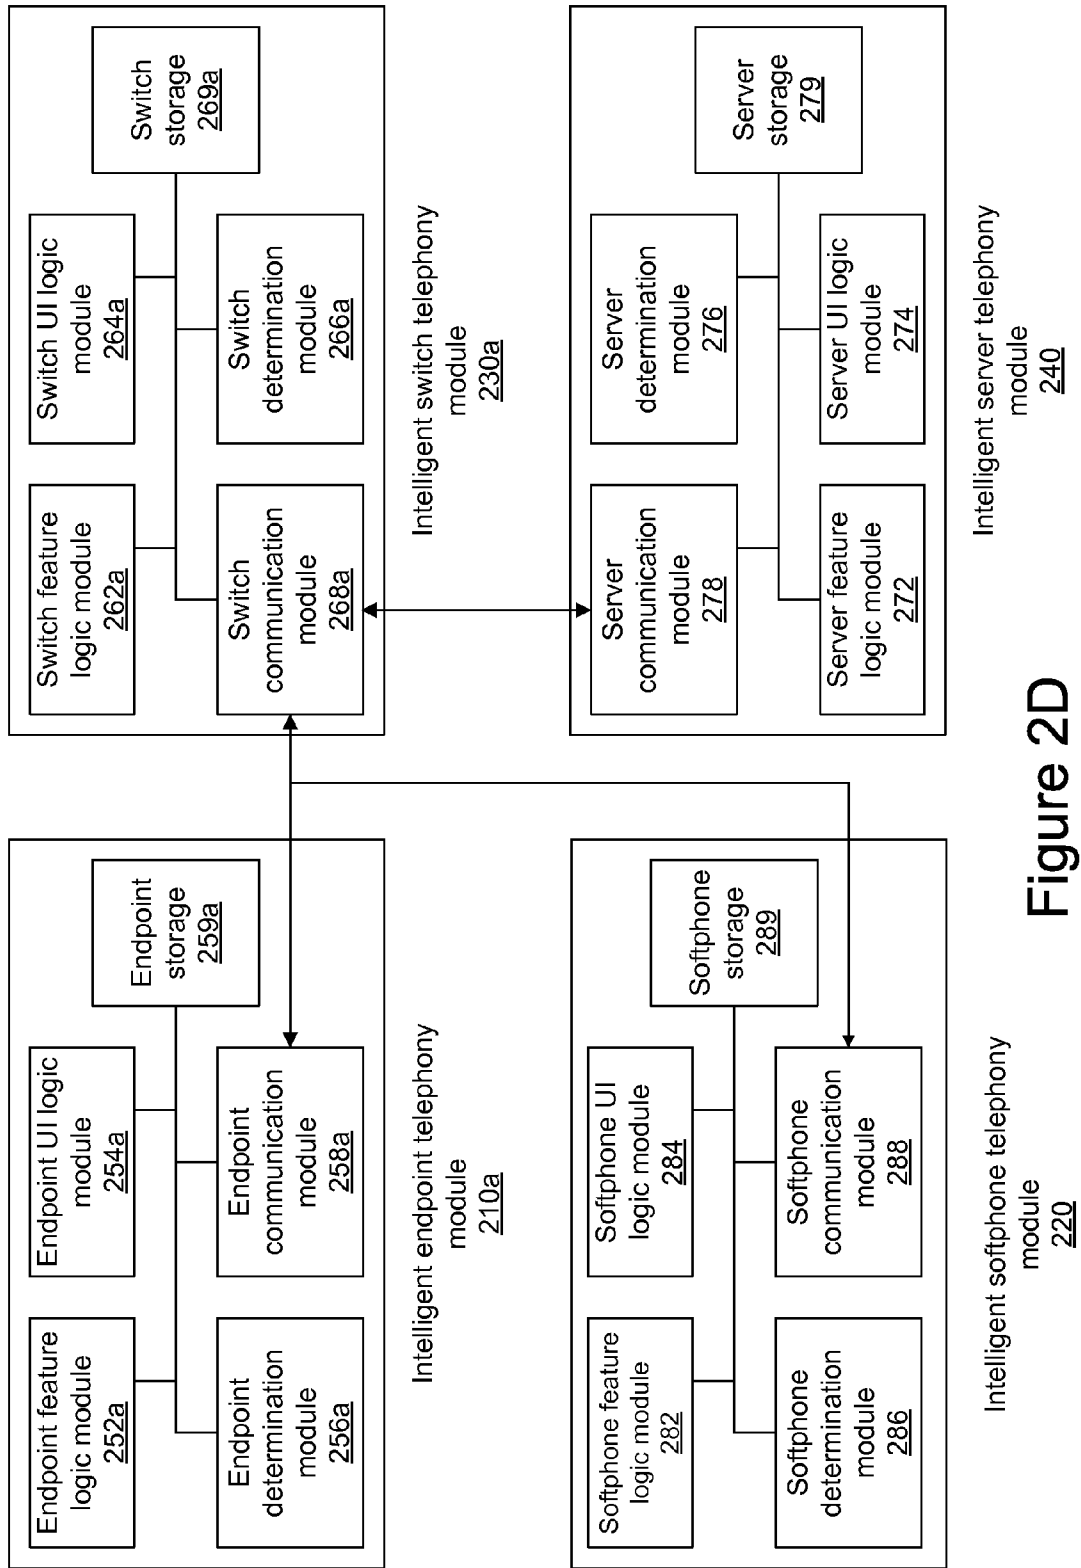 Endpoint feature
logic module
252a
Endpoint UI logic
module
254a
Endpoint
determination
module
256a
Endpoint
communication
module
258a
Endpoint
storage
259a
Intelligent endpoint telephony
module
210a
Switch feature
logic module
262a
Switch UI logic
module
264a
Switch
communication
module
268a
Switch
determination
module
266a
Switch
storage
269a
Intelligent switch telephony
module
230a
Softphone feature
logic module
282
Softphone UI
logic module
284
Softphone
determination
module
286
Softphone
communication
module
288
Softphone
storage
289
Intelligent softphone telephony
module
220
Server
communication
module
278
Server
determination
module
276
Server feature
logic module
272
Server UI logic
module
274
Server
storage
279
Intelligent server telephony
module
240
Figure 2D